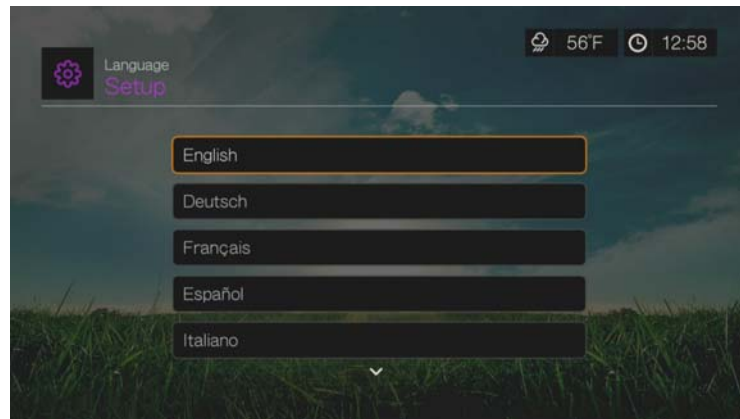 Language
Setup
56°F
12:58
English
Deutsch
Français
Español
Italiano